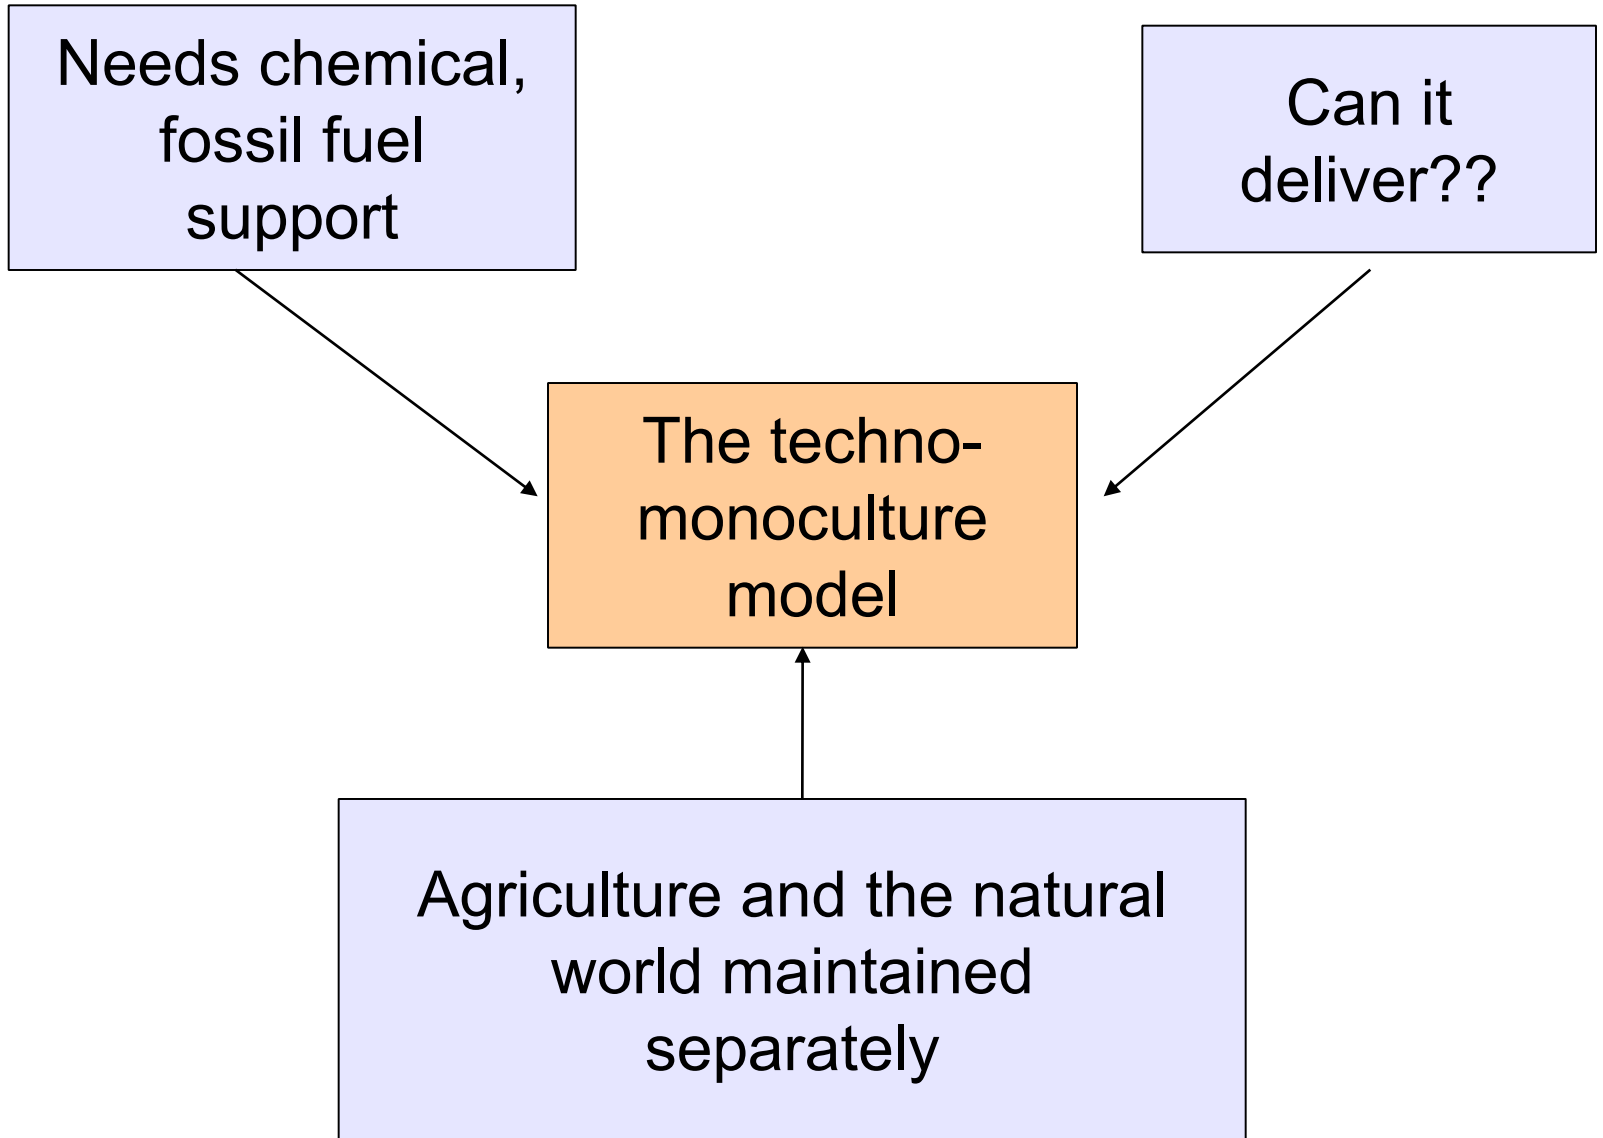 Needs chemical,
fossil fuel
support
Can it
deliver??
The techno-
monoculture
model
Agriculture and the natural
world maintained
separately